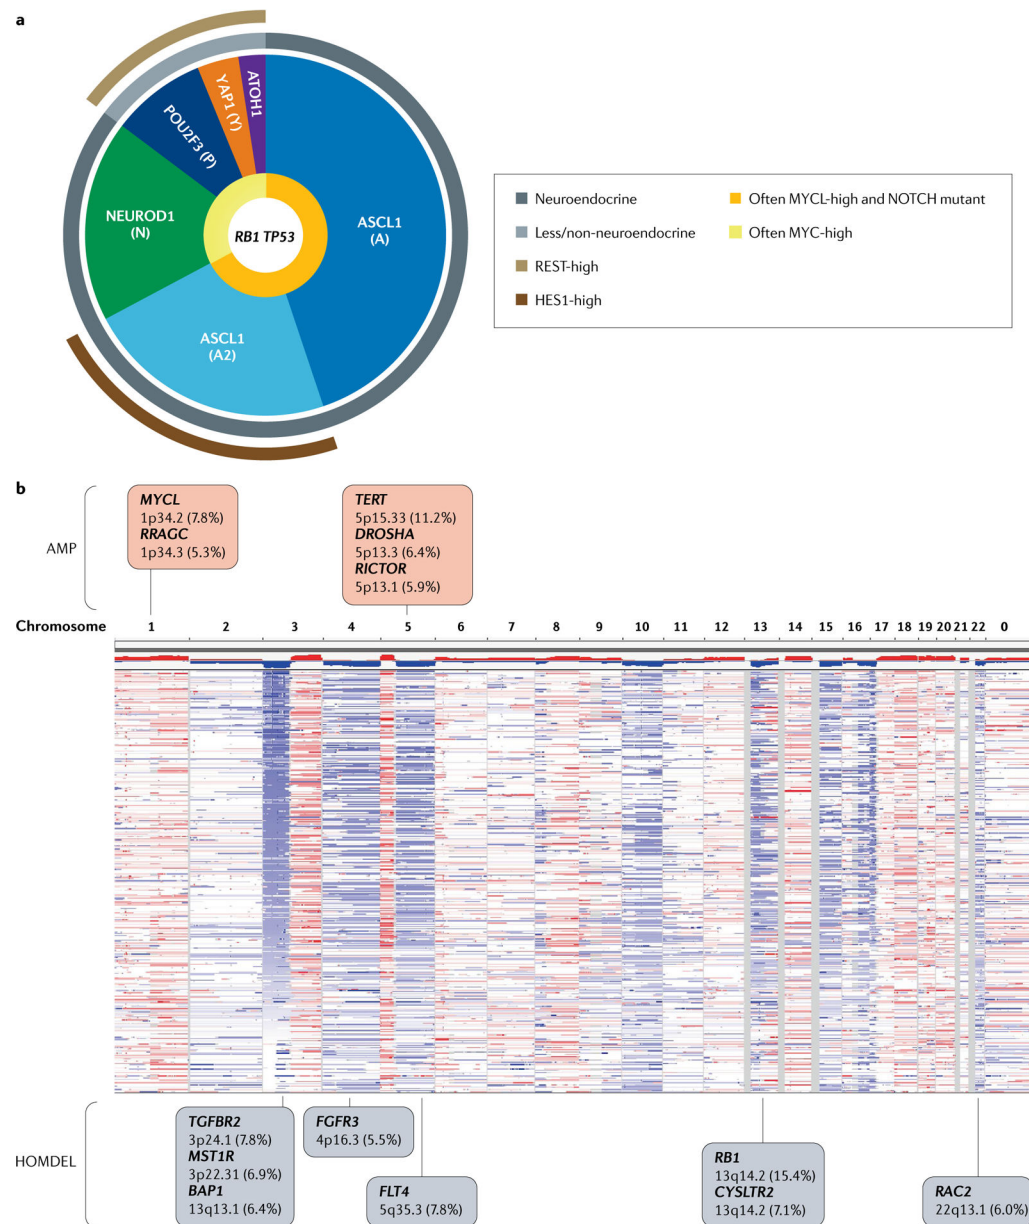 a
ATOH1
YAP1 (Y)
POU2F3 (P)
NEUROD1
(N)
RB1 TP53
ASCL1
(A)
ASCL1
(A2)
Neuroendocrine
Less/non-neuroendocrine
REST-high
HES1-high
Often MYCL-high and NOTCH mutant
Often MYC-high
b
AMP
MYCL
1p34.2 (7.8%)
RRAGC
1p34.3 (5.3%)
TERT
5p15.33 (11.2%)
DROSHA
5p13.3 (6.4%)
RICTOR
5p13.1 (5.9%)
Chromosome 1 2 3 4 5 6 7 8 9 10 11 12 13 14 15 16 17 18 19 20 21 22 0
HOMDEL
TGFBR2
3p24.1 (7.8%)
MST1R
3p22.31 (6.9%)
BAP1
13q13.1 (6.4%)
FGFR3
4p16.3 (5.5%)
FLT4
5q35.3 (7.8%)
RB1
13q14.2 (15.4%)
CYSLTR2
13q14.2 (7.1%)
RAC2
22q13.1 (6.0%)